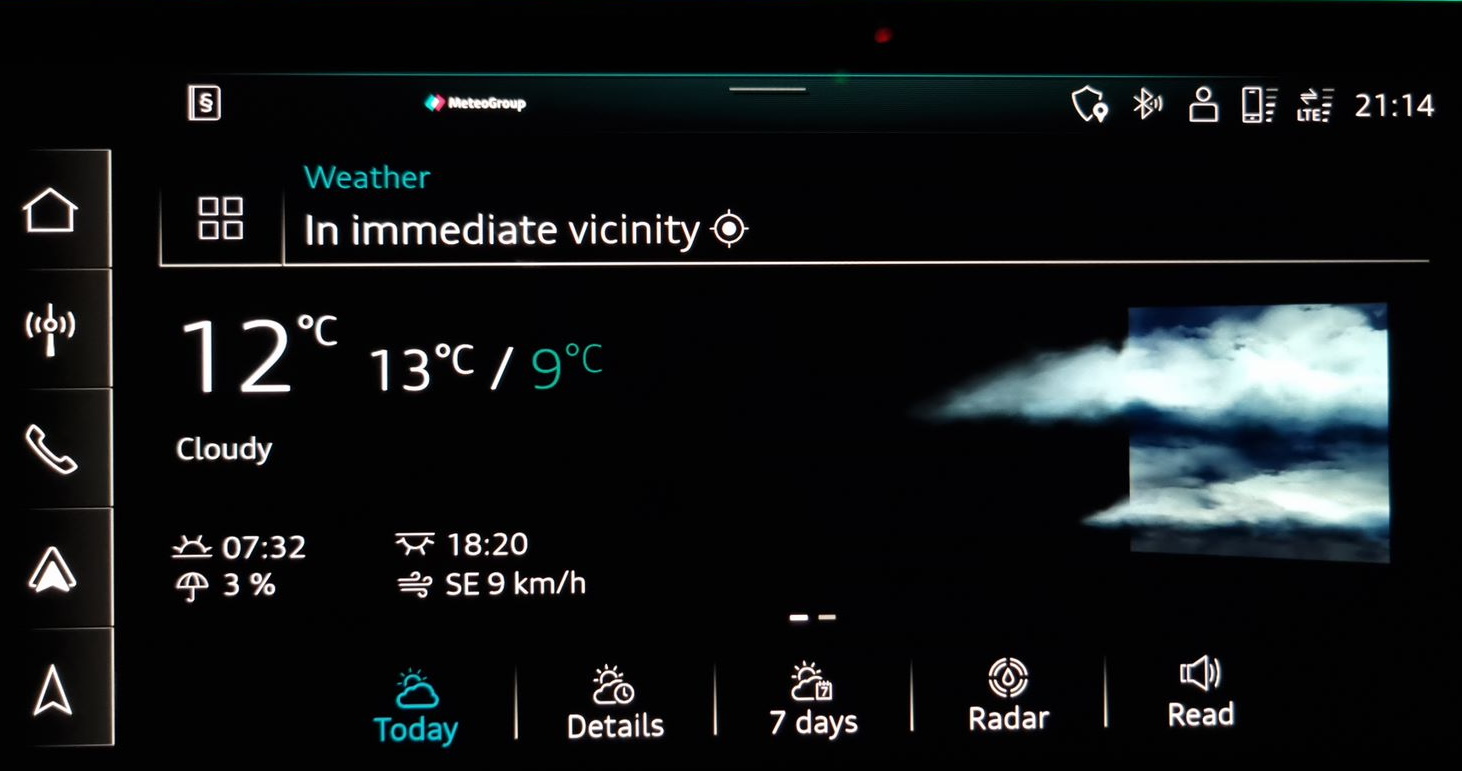 §
MeteoGroup
LTE
21:14
Weather
In immediate vicinity
12°C 13°C / 9°C
Cloudy
07:32 18:20
3 % SE 9 km/h
7
Today Details 7 days Radar Read